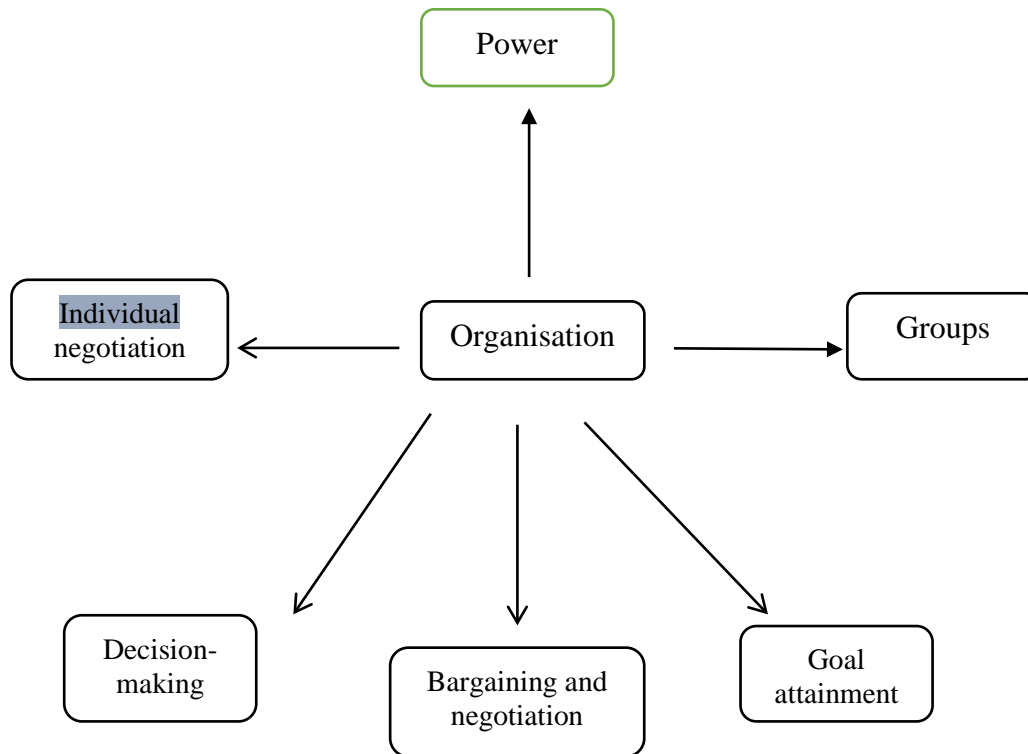 Power
Individual
negotiation
Organisation
Groups
Decision-
making
Bargaining and
negotiation
Goal
attainment